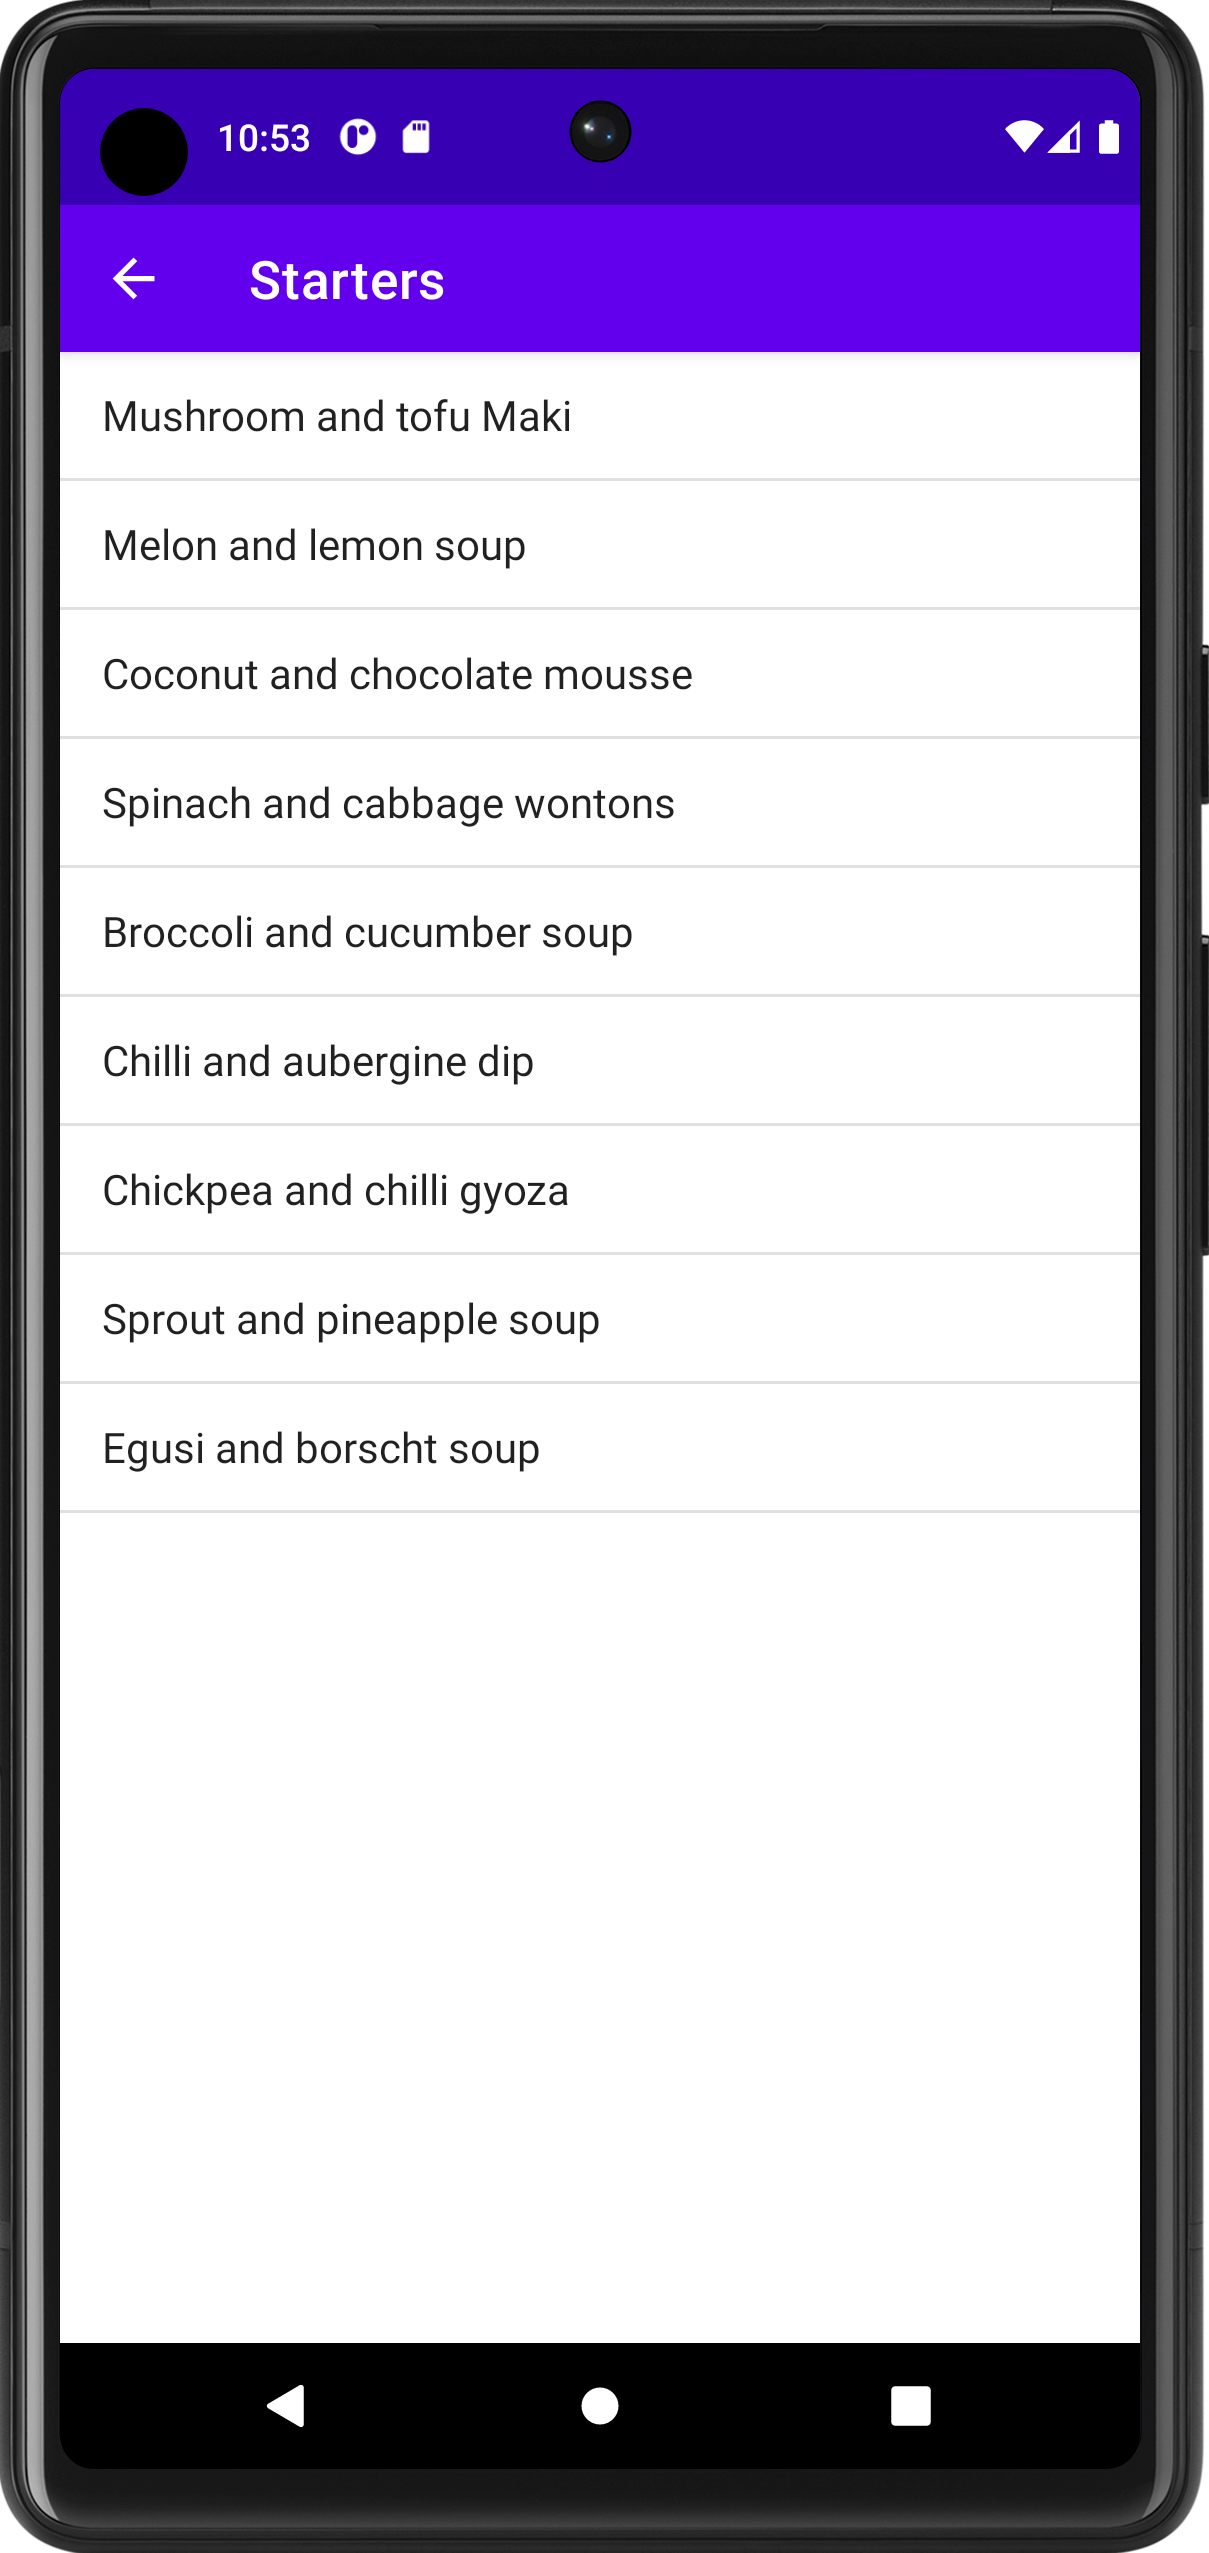 10:53
Starters
Mushroom and tofu Maki
Melon and lemon soup
Coconut and chocolate mousse
Spinach and cabbage wontons
Broccoli and cucumber soup
Chilli and aubergine dip
Chickpea and chilli gyoza
Sprout and pineapple soup
Egusi and borscht soup